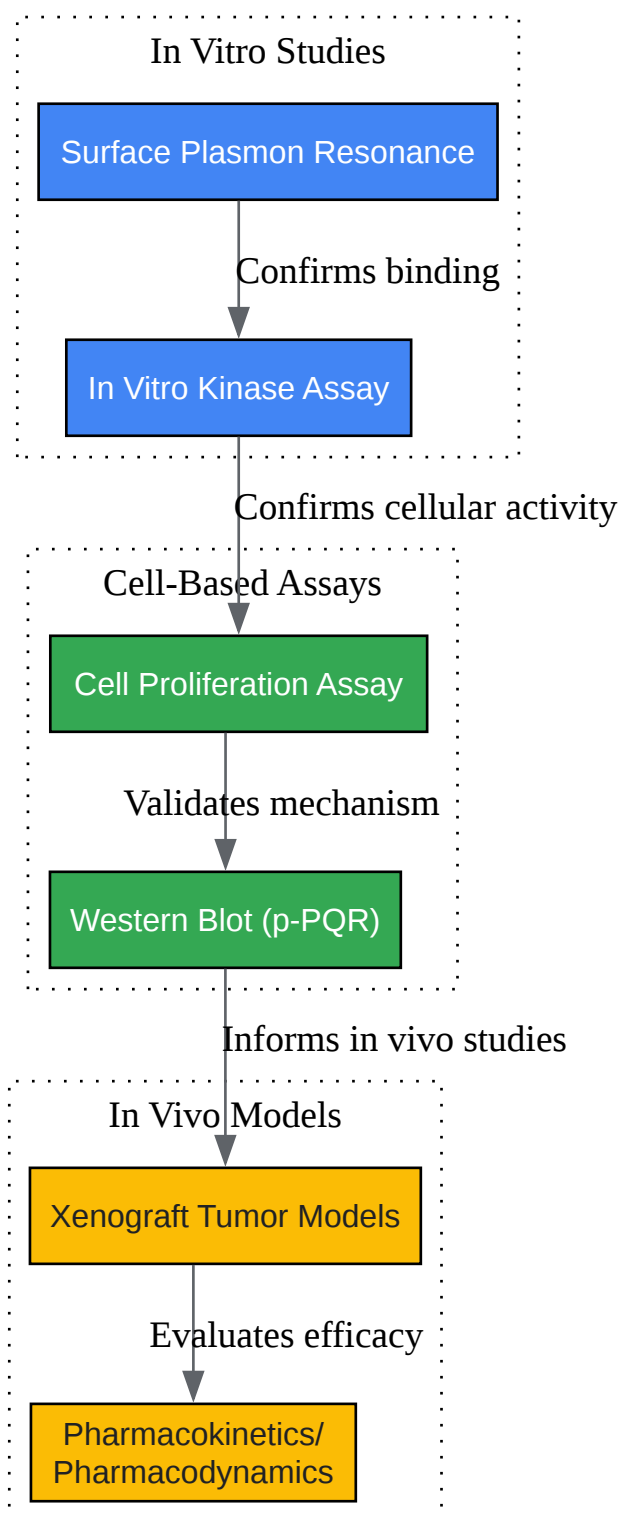 In Vitro Studies
Surface Plasmon Resonance
Confirms binding
In Vitro Kinase Assay
Confirms cellular activity
Cell-Based Assays
Cell Proliferation Assay
Validates mechanism
Western Blot (p-PQR)
Informs in vivo studies
In Vivo Models
Xenograft Tumor Models
Evaluates efficacy
Pharmacokinetics/
Pharmacodynamics